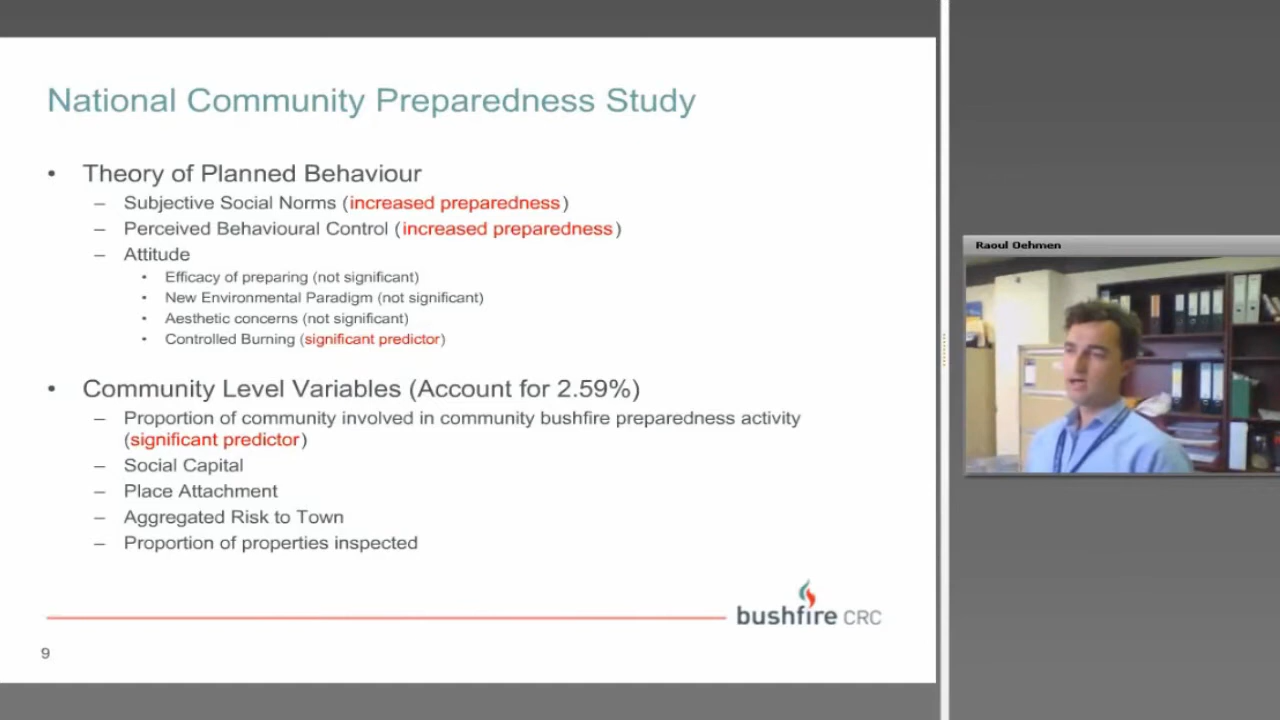 National Community Preparedness Study
• Theory of Planned Behaviour
– Subjective Social Norms (increased preparedness)
– Perceived Behavioural Control (increased preparedness)
– Attitude
• Efficacy of preparing (not significant)
• New Environmental Paradigm (not significant)
• Aesthetic concerns (not significant)
• Controlled Burning (significant predictor)
• Community Level Variables (Account for 2.59%)
– Proportion of community involved in community bushfire preparedness activity
(significant predictor)
– Social Capital
– Place Attachment
– Aggregated Risk to Town
– Proportion of properties inspected
bushfire CRC
9
Raoul Oehmen